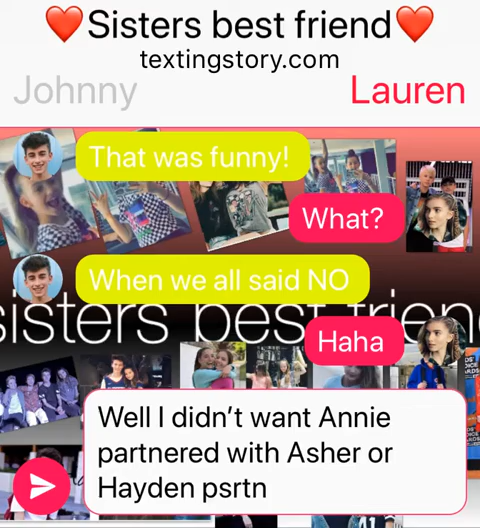 ❤️Sisters best friend❤️
textingstory.com
Johnny Lauren
That was funny!
What?
When we all said NO
sisters best friend
Haha
Well I didn't want Annie
partnered with Asher or
Hayden psrtn